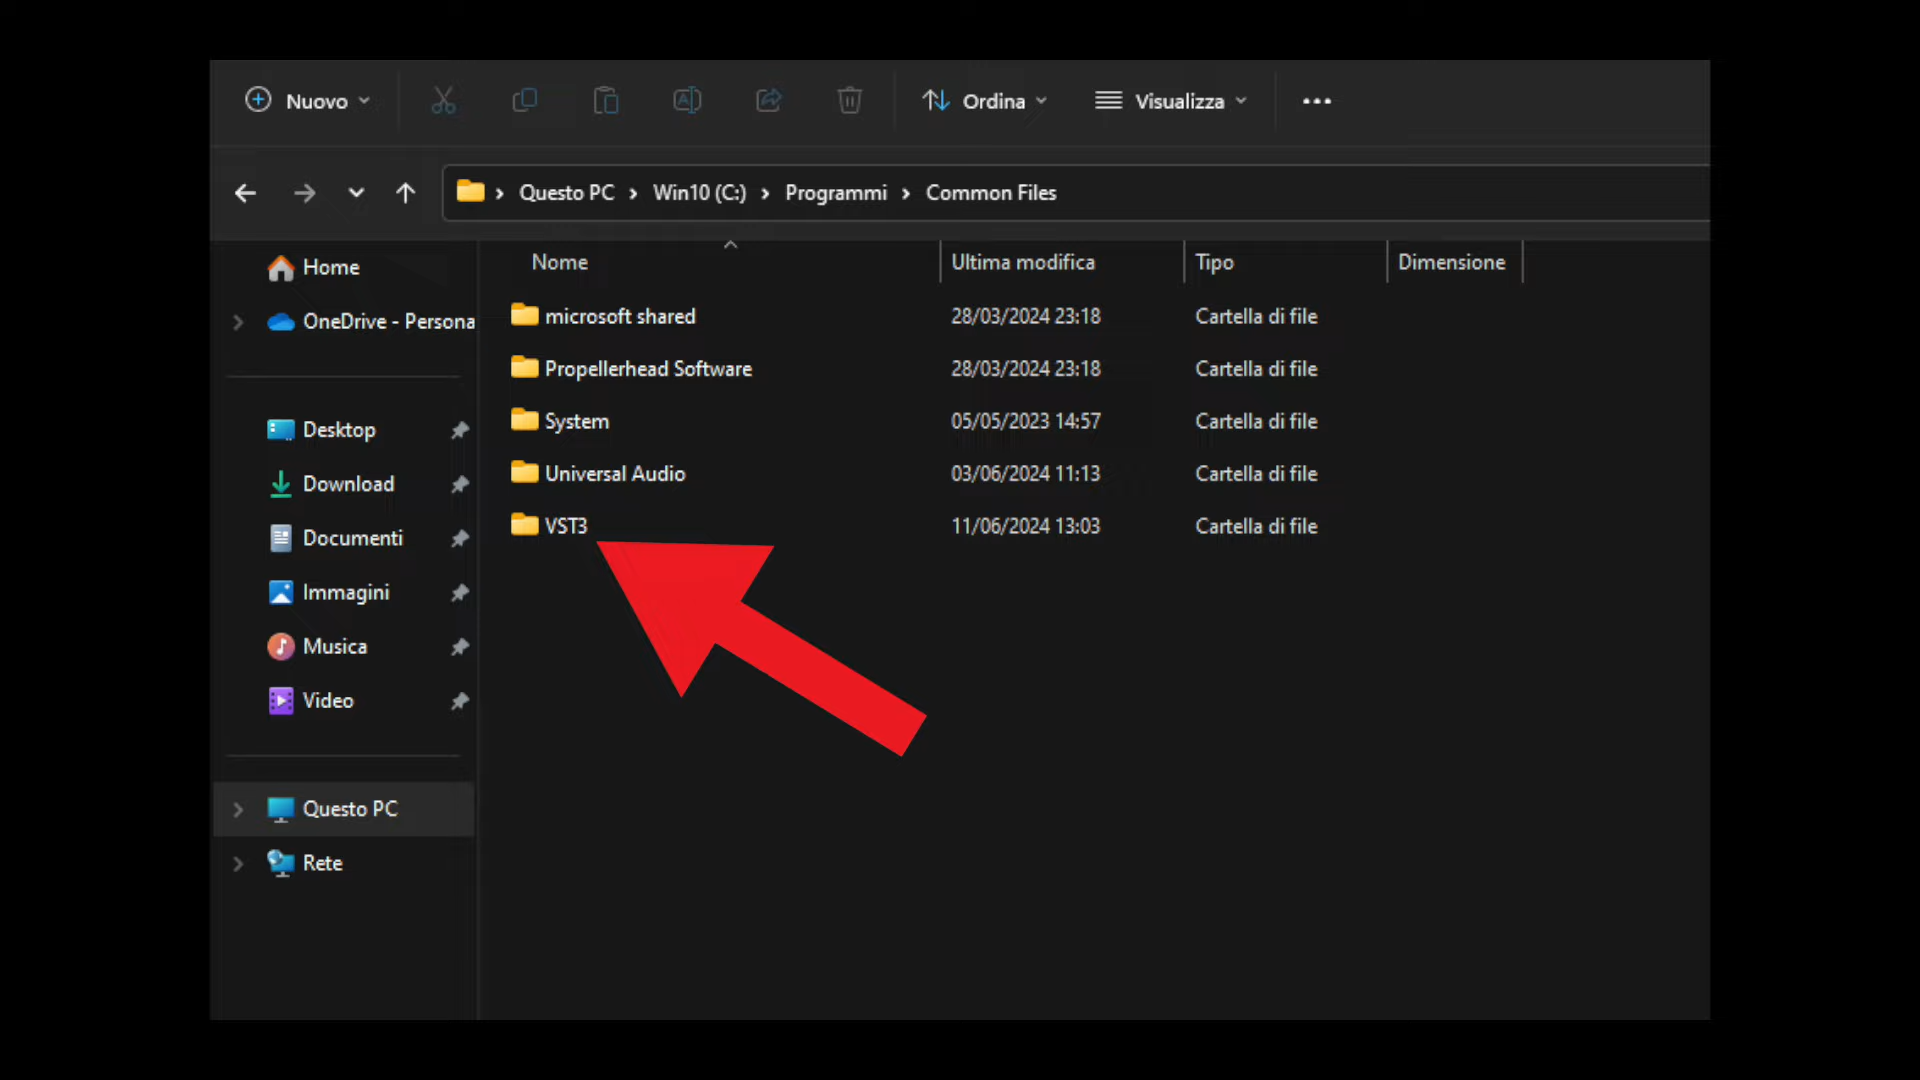 Nuovo Ordina Visualizza
Questo PC Win10 (C:) Programmi Common Files
Nome Ultima modifica Tipo Dimensione
microsoft shared 28/03/2024 23:18 Cartella di file
Propellerhead Software 28/03/2024 23:18 Cartella di file
System 05/05/2023 14:57 Cartella di file
Universal Audio 03/06/2024 11:13 Cartella di file
VST3 11/06/2024 13:03 Cartella di file
Home
OneDrive - Persona
Desktop
Download
Documenti
Immagini
Musica
Video
Questo PC
Rete